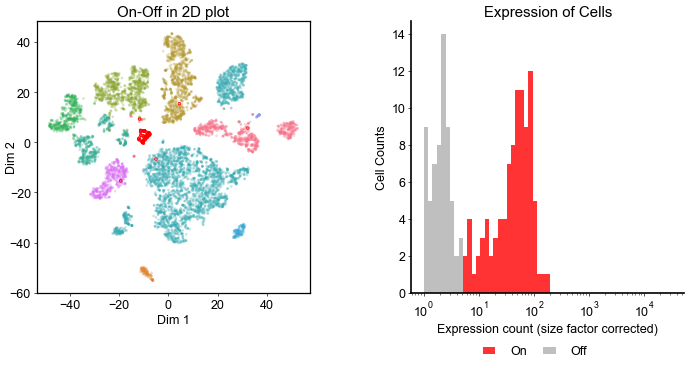 On-Off in 2D plot
Dim 2
40
20
0
−20
−40
−60
−40 −20 0 20 40
Dim 1
Expression of Cells
Cell Counts
14
12
10
8
6
4
2
0
10^0 10^1 10^2 10^3 10^4
Expression count (size factor corrected)
On Off